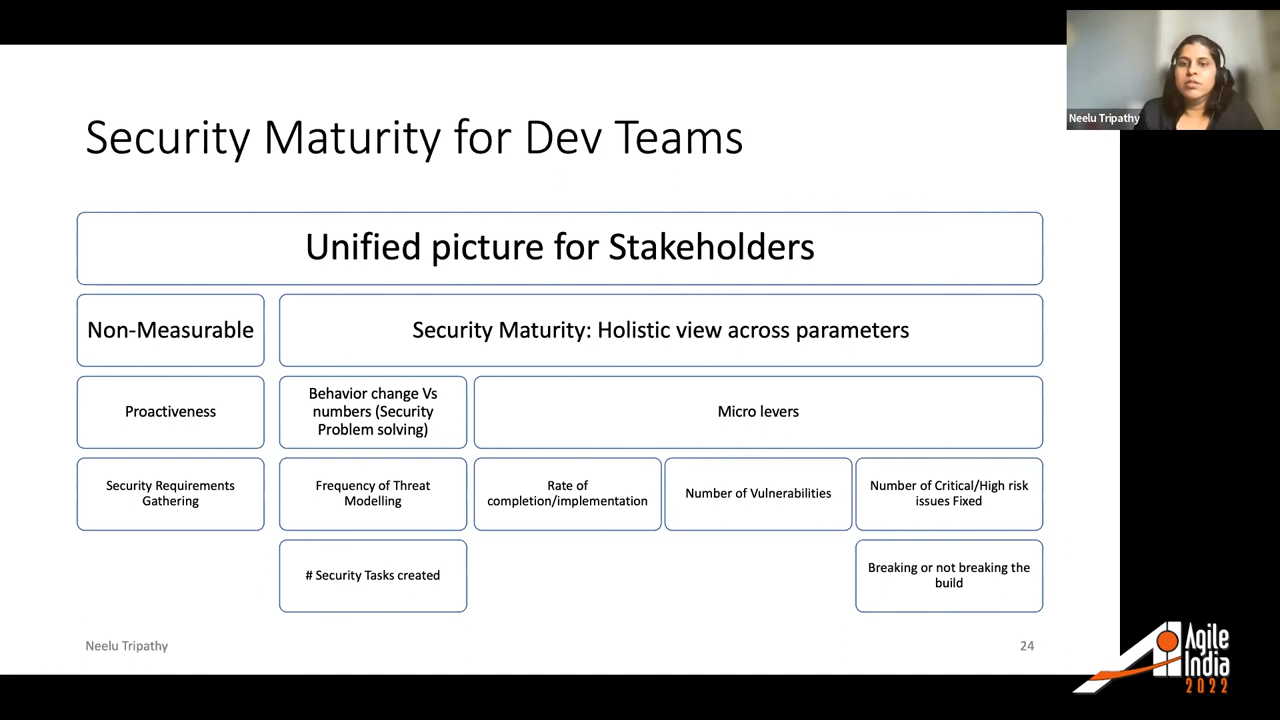 Neelu Tripathy
Security Maturity for Dev Teams
Unified picture for Stakeholders
Non-Measurable
Security Maturity: Holistic view across parameters
Proactiveness
Behavior change Vs
numbers (Security
Problem solving)
Micro levers
Security Requirements
Gathering
Frequency of Threat
Modelling
Rate of
completion/implementation
Number of Vulnerabilities
Number of Critical/High risk
issues Fixed
# Security Tasks created
Breaking or not breaking the
build
Neelu Tripathy
24
Agile
India
2022